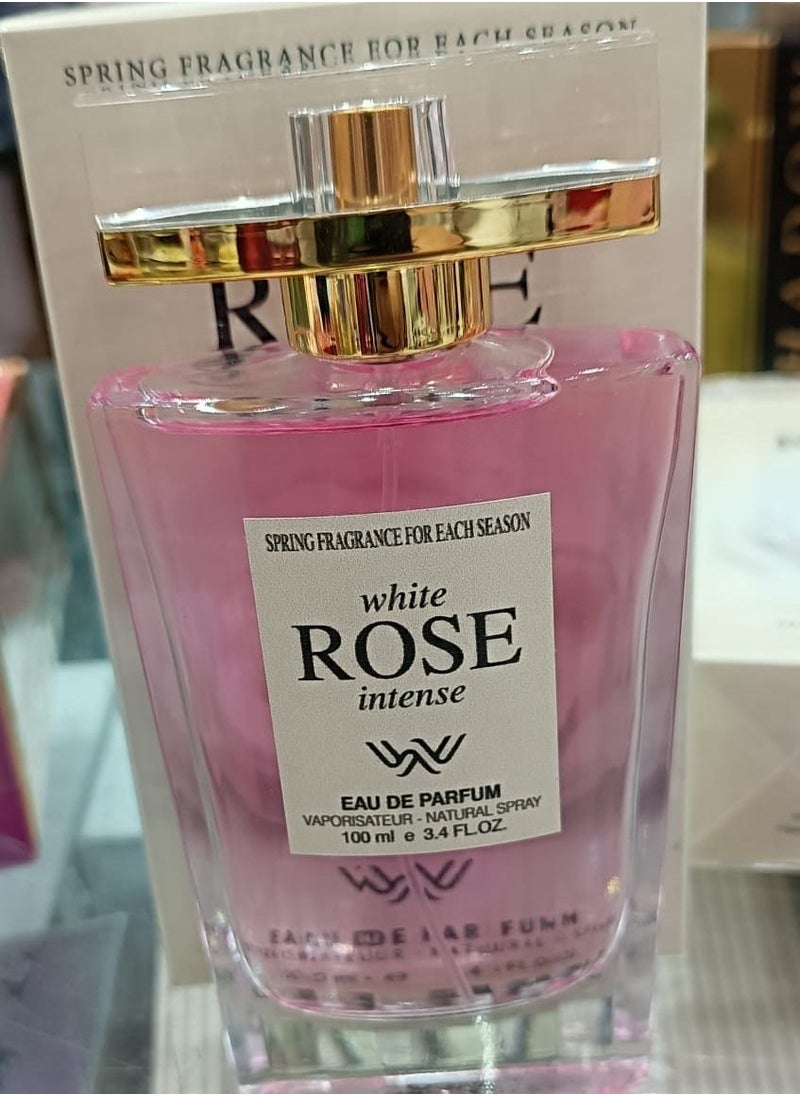 SPRING FRAGRANCE FOR EACH SEASON
SPRING FRAGRANCE FOR EACH SEASON
white
ROSE
intense
EAU DE PARFUM
VAPORISATEUR - NATURAL SPRAY
100 ml e 3.4 FL.OZ.